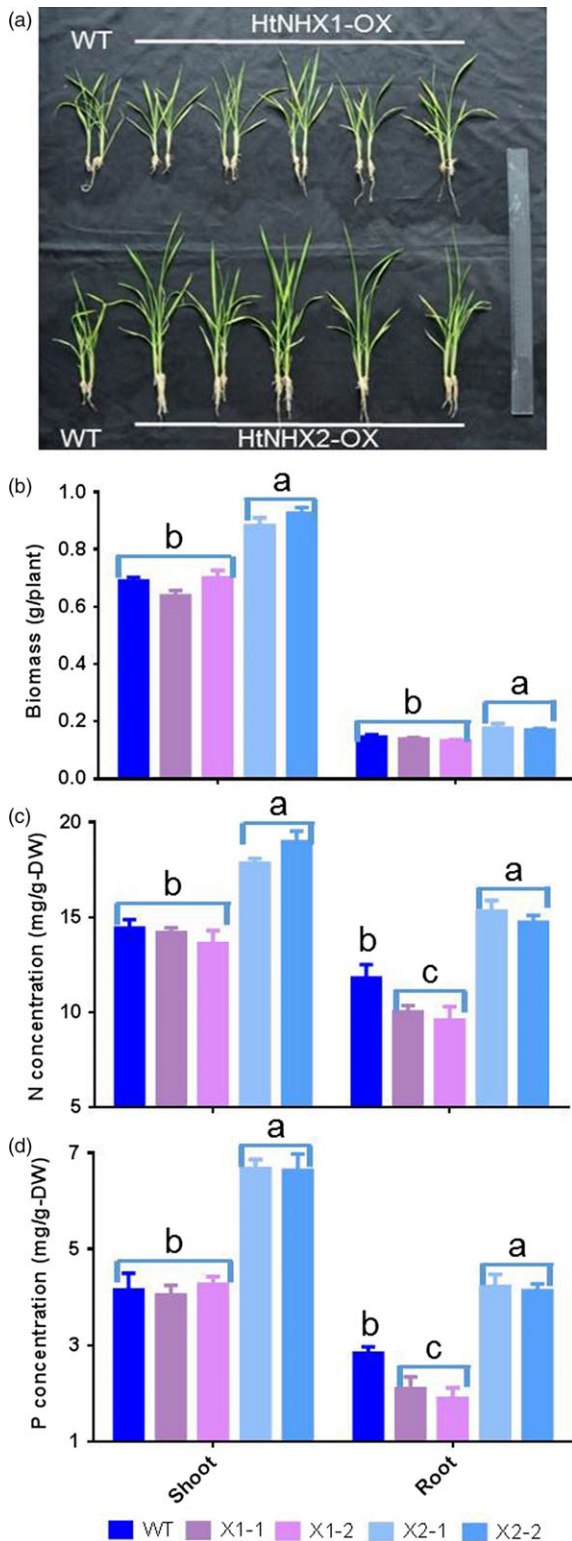 (a)
WT HtNHX1-OX
WT HtNHX2-OX
(b)
Biomass (g/plant)
1.0
0.8
0.6
0.4
0.2
0.0
b a b a
(c)
N concentration (mg/g-DW)
20
15
10
5
b a b c a
(d)
P concentration (mg/g-DW)
7
5
3
1
b a b c a
Shoot Root
WT X1-1 X1-2 X2-1 X2-2